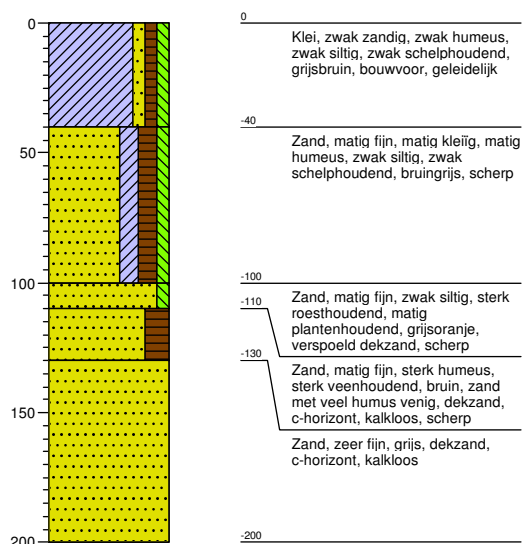 0
0
Klei, zwak zandig, zwak humeus,
zwak siltig, zwak schelphoudend,
grijsbruin, bouwvoor, geleidelijk
-40
Zand, matig fijn, matig kleiïg, matig
humeus, zwak siltig, zwak
schelphoudend, bruingrijs, scherp
50
100
-100
Zand, matig fijn, zwak siltig, sterk
roesthoudend, matig
plantenhoudend, grijsoranje,
verspoeld dekzand, scherp
-110
-130
Zand, matig fijn, sterk humeus,
sterk veenhoudend, bruin, zand
met veel humus venig, dekzand,
c-horizont, kalkloos, scherp
Zand, zeer fijn, grijs, dekzand,
c-horizont, kalkloos
150
200
-200